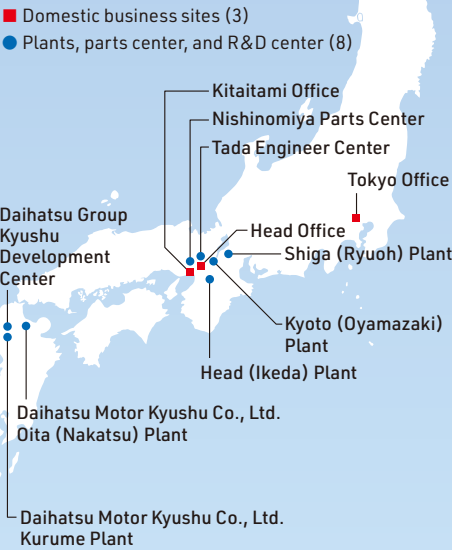 Domestic business sites (3)
Plants, parts center, and R&D center (8)
Kitaitami Office
Nishinomiya Parts Center
Tada Engineer Center
Tokyo Office
Daihatsu Group
Kyushu
Development
Center
Head Office
Shiga (Ryuoh) Plant
Kyoto (Oyamazaki)
Plant
Head (Ikeda) Plant
Daihatsu Motor Kyushu Co., Ltd.
Oita (Nakatsu) Plant
Daihatsu Motor Kyushu Co., Ltd.
Kurume Plant